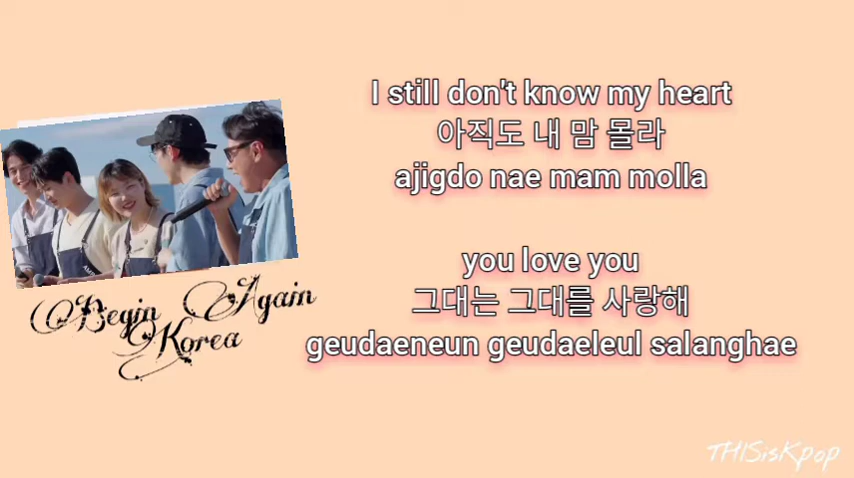 I still don't know my heart
아직도 내 맘 몰라
ajigdo nae mam molla
you love you
그대는 그대를 사랑해
geudaeneun geudaeleul salanghae
Begin Again
Korea
THISisKpop